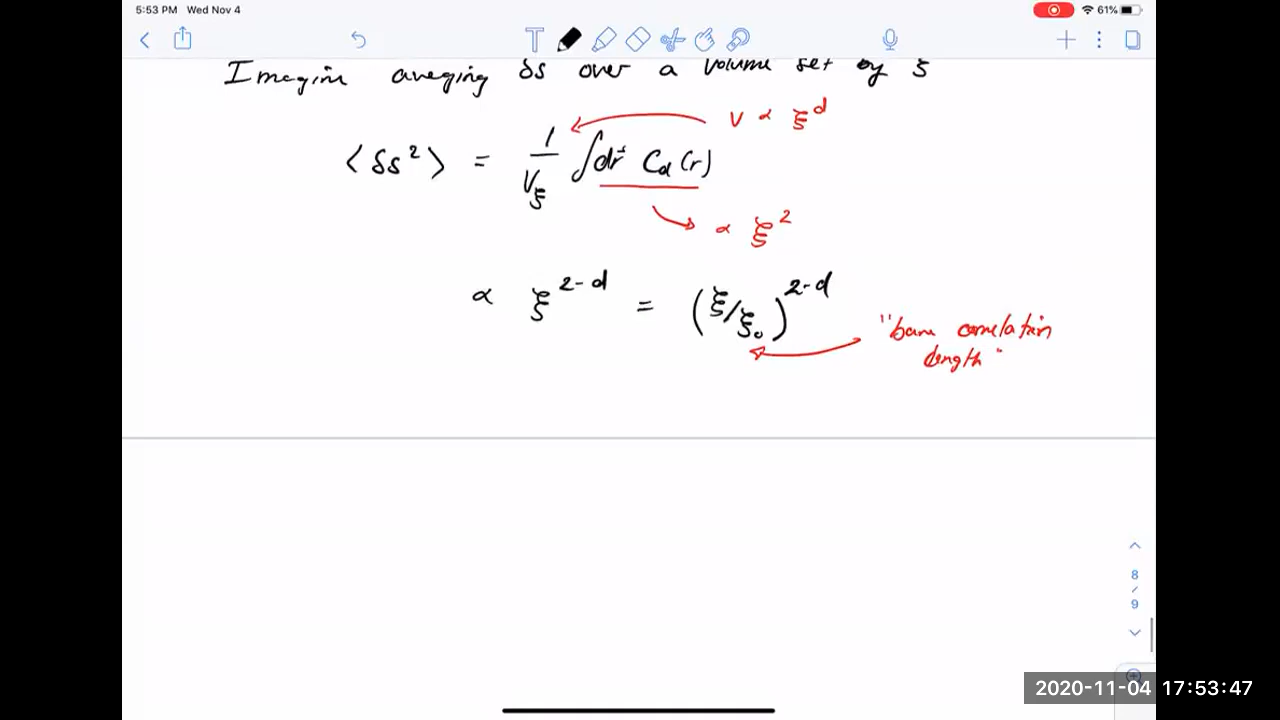 5:53 PM Wed Nov 4
61%
Imagine averaging δs over a volume set by ξ
V ∝ ξ^d
⟨δs²⟩ = 1/V_ξ ∫dr⃗ C_d(r)
∝ ξ²
∝ ξ^{2-d} = (ξ/ξ₀)^{2-d}
"bare correlation
length"
8
/
9
2020-11-04 17:53:47